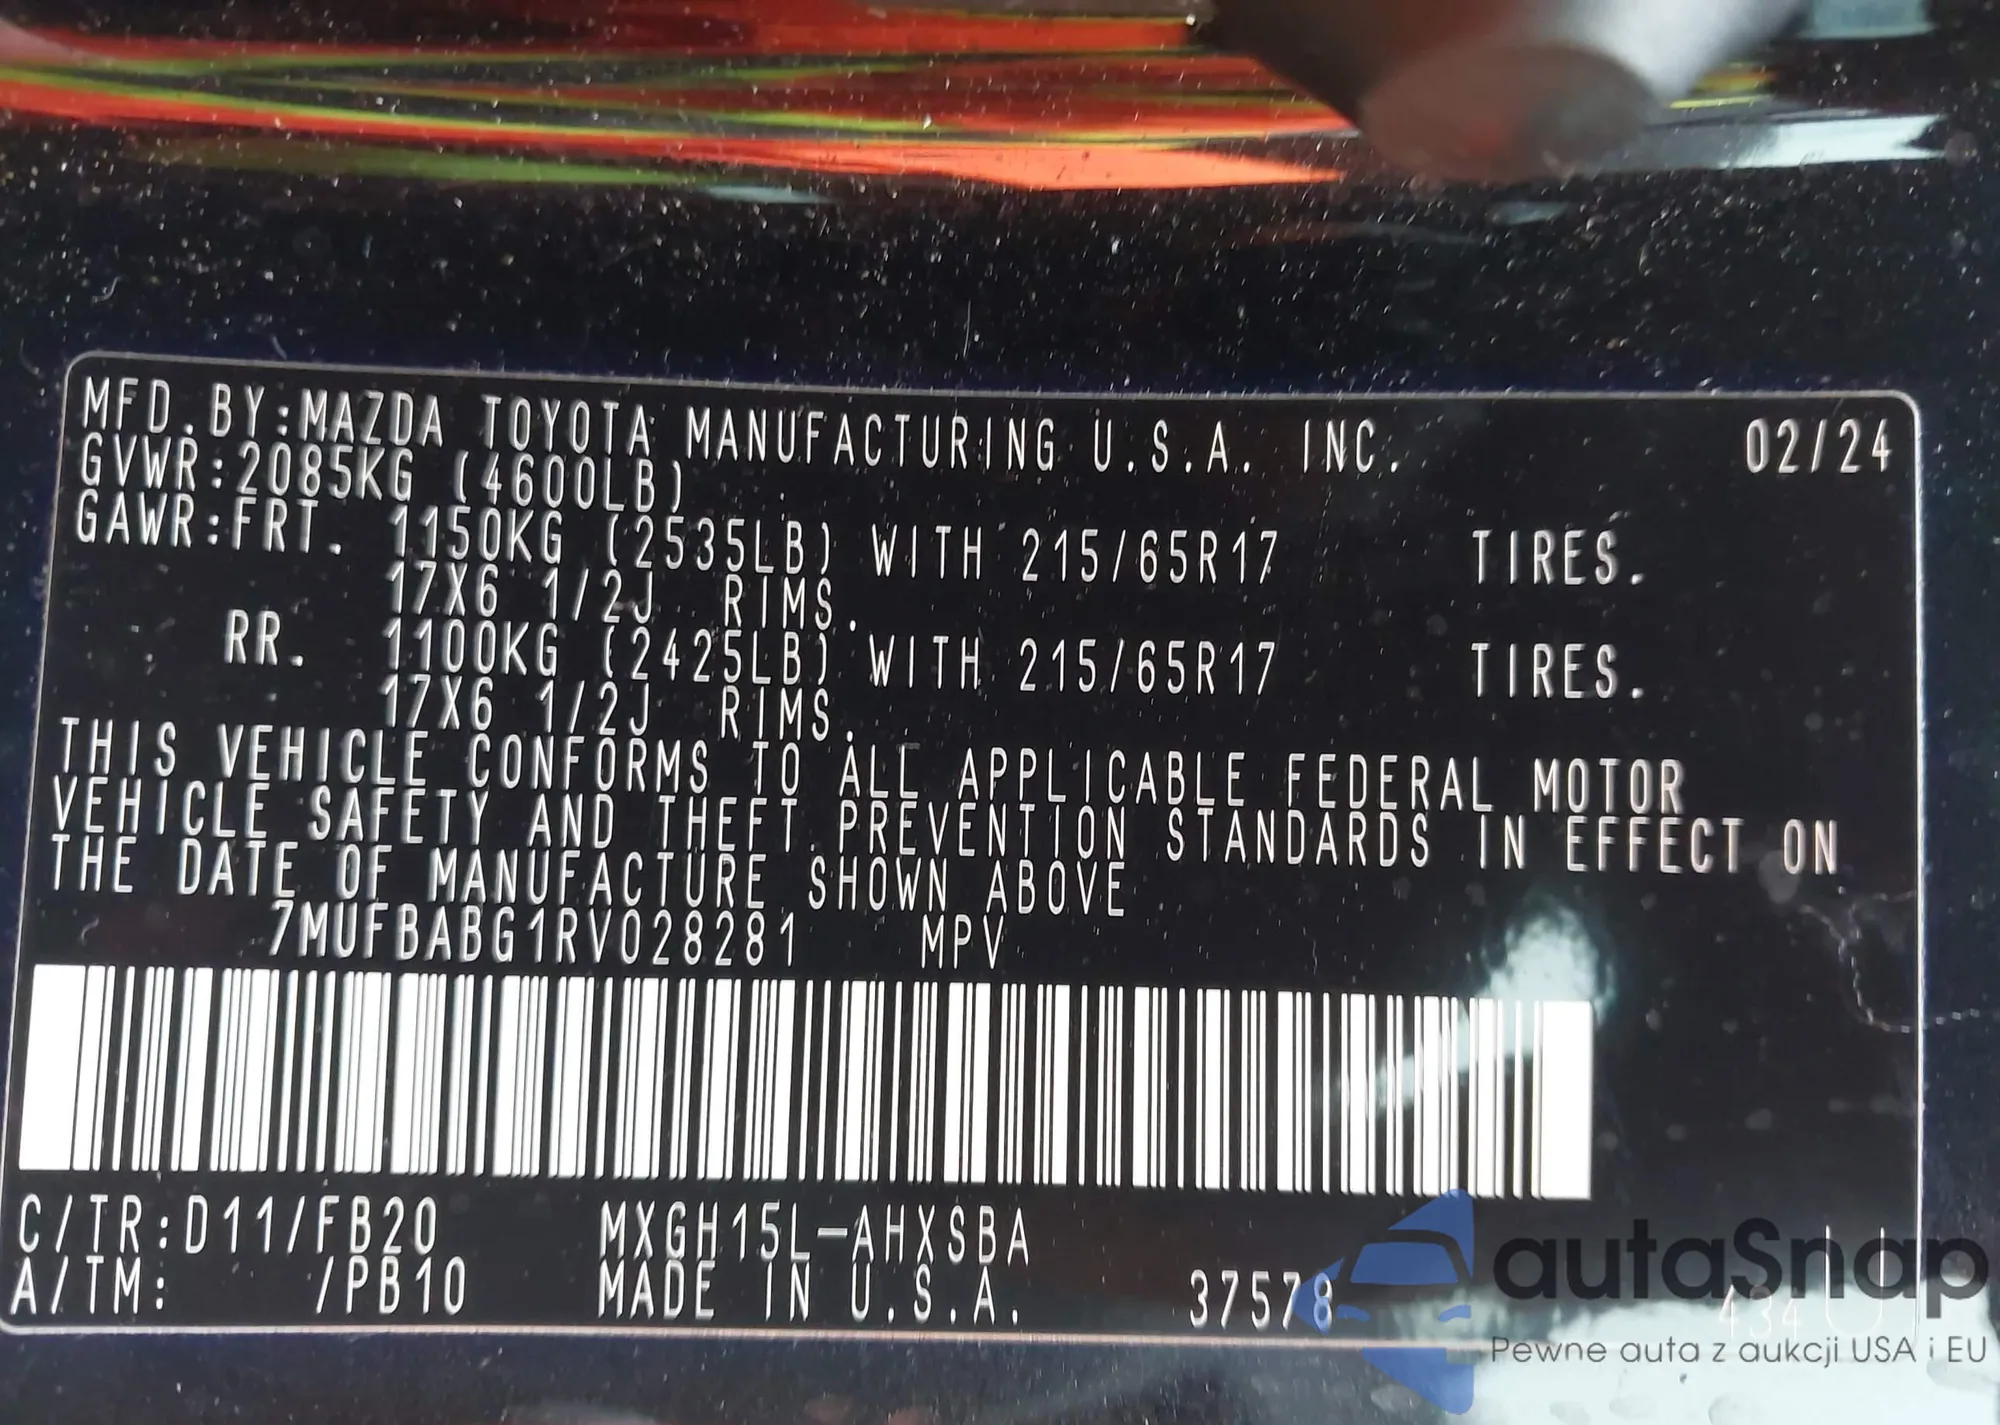 MFD.BY:MAZDA TOYOTA MANUFACTURING U.S.A. INC. 02/24
GVWR:2085KG (4600LB)
GAWR:FRT. 1150KG (2535LB) WITH 215/65R17 TIRES.
17X6 1/2J RIMS.
RR. 1100KG (2425LB) WITH 215/65R17 TIRES.
17X6 1/2J RIMS.
THIS VEHICLE CONFORMS TO ALL APPLICABLE FEDERAL MOTOR
VEHICLE SAFETY AND THEFT PREVENTION STANDARDS IN EFFECT ON
THE DATE OF MANUFACTURE SHOWN ABOVE
7MUFBABG1RV028281 MPV
C/TR:D11/FB20 MXGH15L-AHXSBA
A/TM: /PB10 MADE IN U.S.A. 37578
autaSnap
Pewne auta z aukcji USA i EU